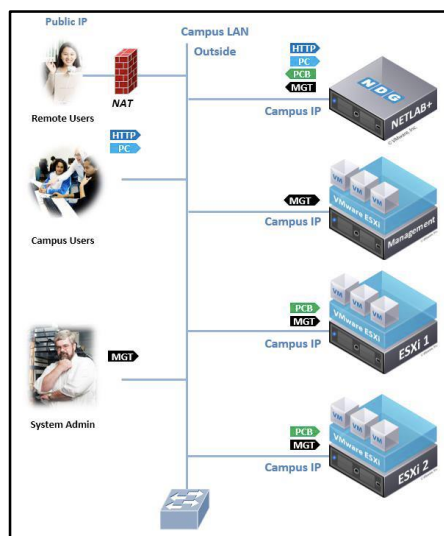 Public IP
Campus LAN
Outside
NAT
Remote Users
HTTP
PC
PCB
MGT
Campus IP
NDG
NETLAB+
© VMware, Inc.
HTTP
PC
Campus Users
MGT
Campus IP
VM
VM
VM
VMware ESXi
Management
PCB
MGT
Campus IP
VM
VM
VM
VMware ESXi
ESXi 1
MGT
System Admin
PCB
MGT
Campus IP
VM
VM
VM
VMware ESXi
ESXi 2